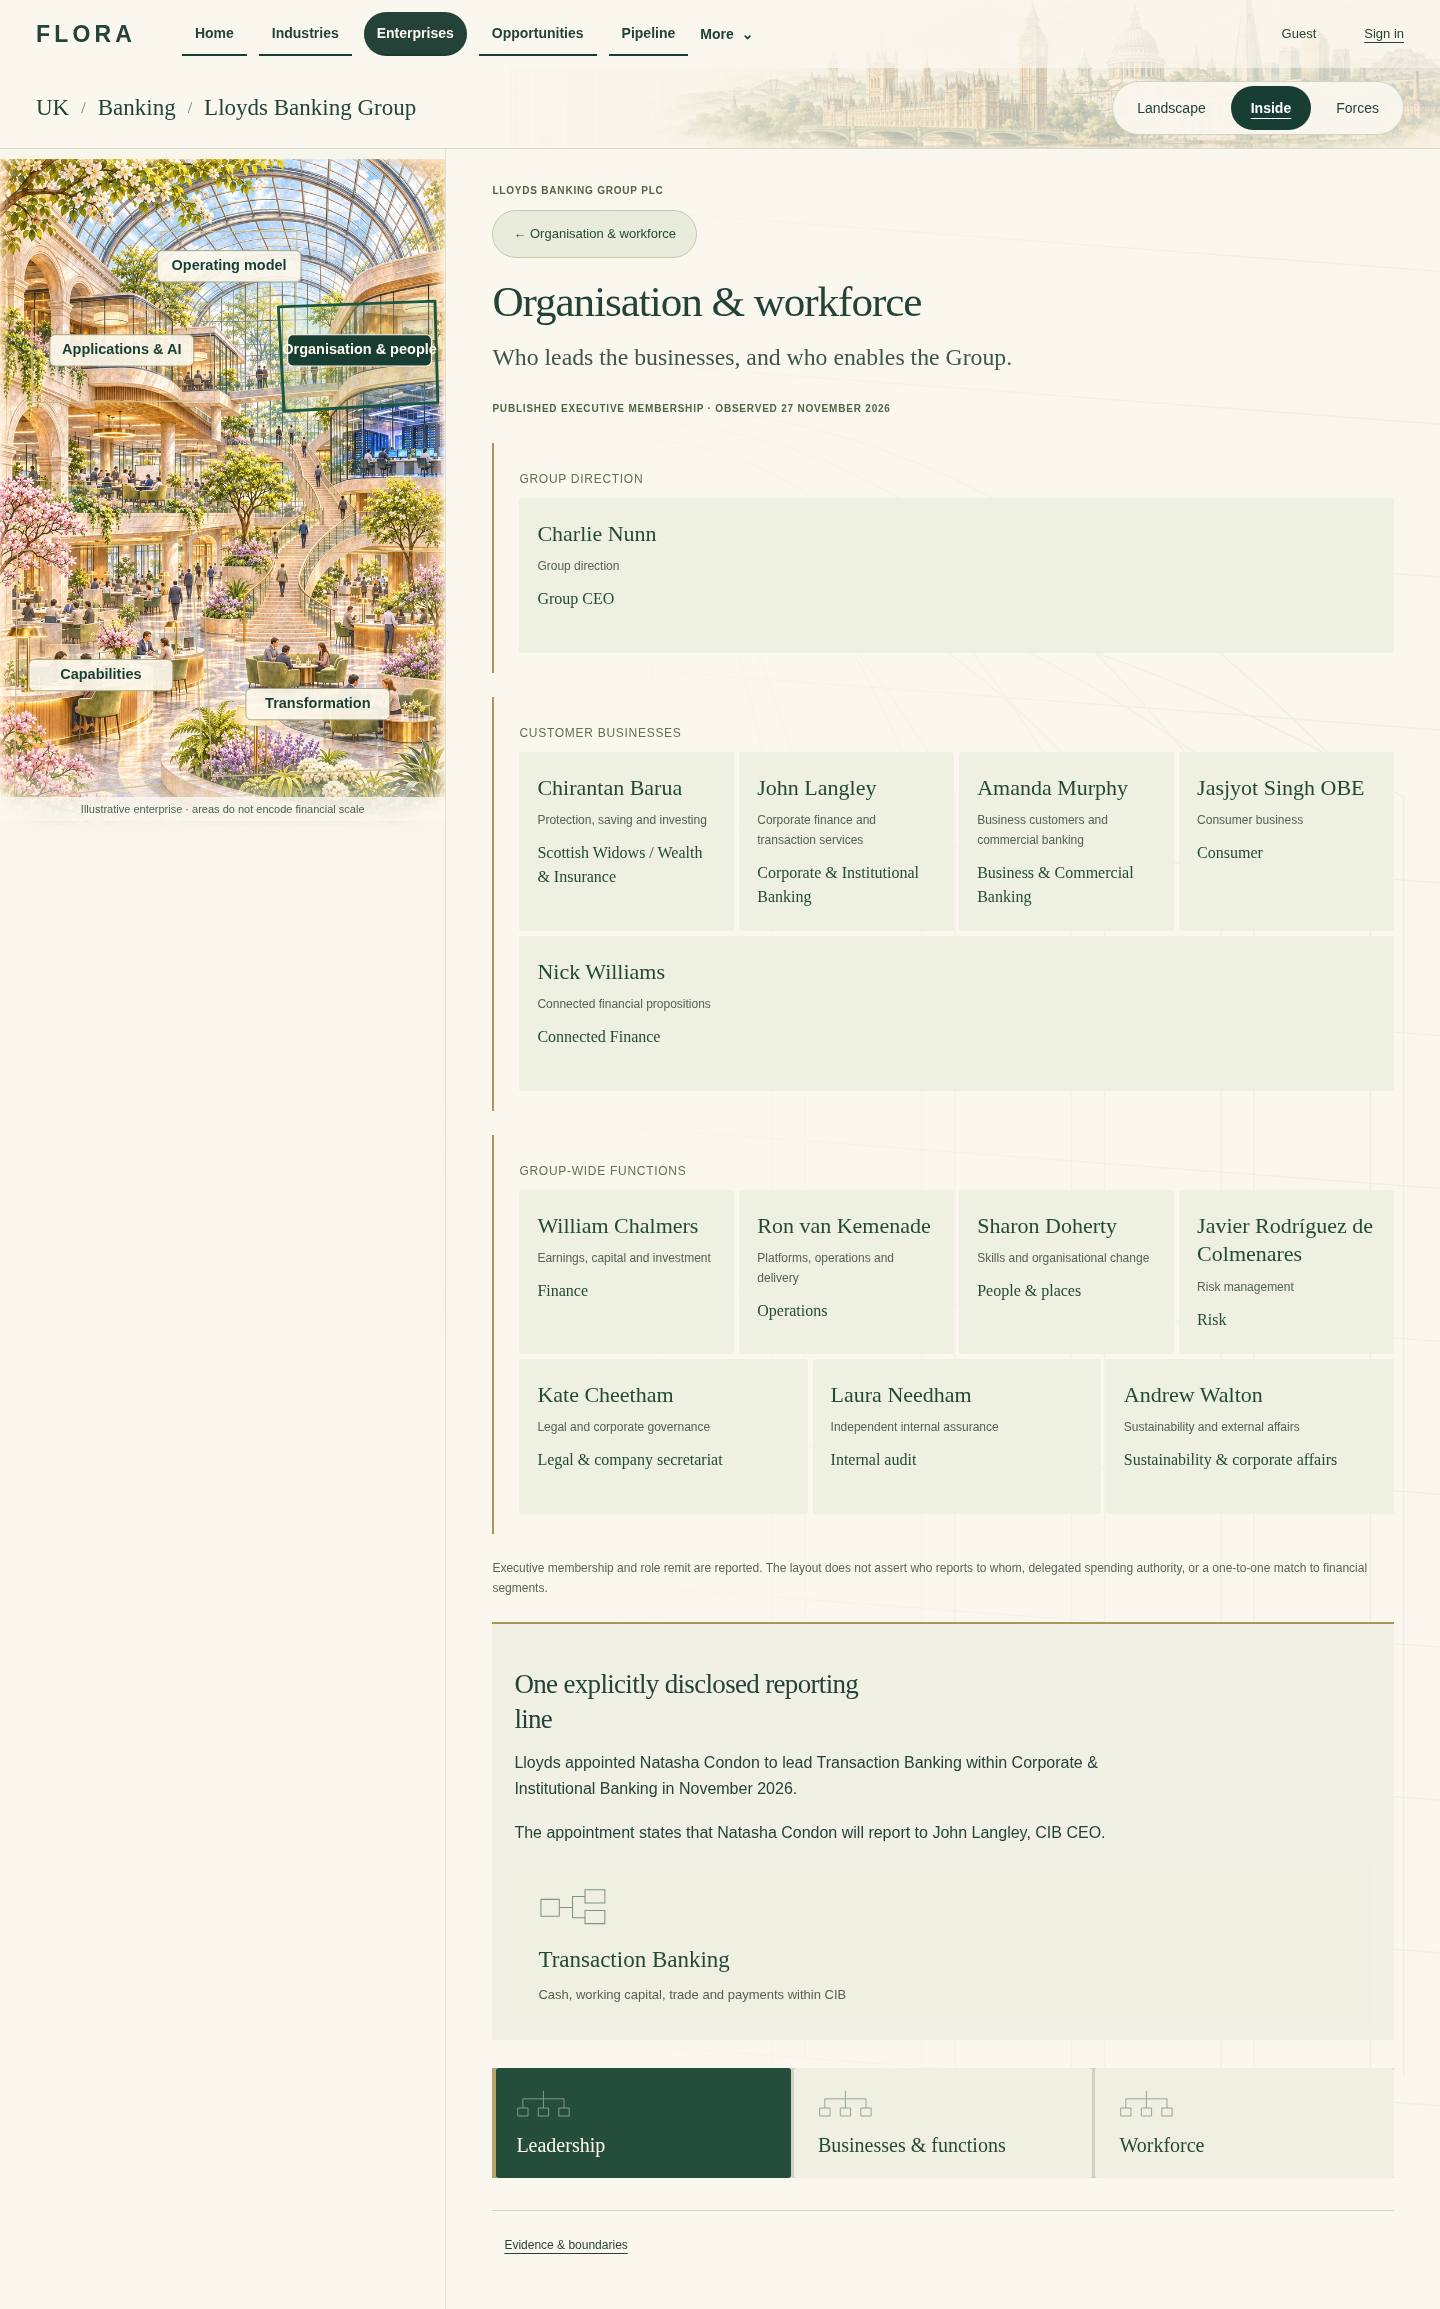 FLORA
Home
Industries
Enterprises
Opportunities
Pipeline
More
Guest
Sign in
UK / Banking / Lloyds Banking Group
Landscape
Inside
Forces
Operating model
Applications & AI
Organisation & people
Capabilities
Transformation
Illustrative enterprise · areas do not encode financial scale
LLOYDS BANKING GROUP PLC
← Organisation & workforce
Organisation & workforce
Who leads the businesses, and who enables the Group.
PUBLISHED EXECUTIVE MEMBERSHIP · OBSERVED 27 NOVEMBER 2026
GROUP DIRECTION
Charlie Nunn
Group direction
Group CEO
CUSTOMER BUSINESSES
Chirantan Barua
Protection, saving and investing
Scottish Widows / Wealth
& Insurance
John Langley
Corporate finance and
transaction services
Corporate & Institutional
Banking
Amanda Murphy
Business customers and
commercial banking
Business & Commercial
Banking
Jasjyot Singh OBE
Consumer business
Consumer
Nick Williams
Connected financial propositions
Connected Finance
GROUP-WIDE FUNCTIONS
William Chalmers
Earnings, capital and investment
Finance
Ron van Kemenade
Platforms, operations and
delivery
Operations
Sharon Doherty
Skills and organisational change
People & places
Javier Rodríguez de
Colmenares
Risk management
Risk
Kate Cheetham
Legal and corporate governance
Legal & company secretariat
Laura Needham
Independent internal assurance
Internal audit
Andrew Walton
Sustainability and external affairs
Sustainability & corporate affairs
Executive membership and role remit are reported. The layout does not assert who reports to whom, delegated spending authority, or a one-to-one match to financial
segments.
One explicitly disclosed reporting
line
Lloyds appointed Natasha Condon to lead Transaction Banking within Corporate &
Institutional Banking in November 2026.
The appointment states that Natasha Condon will report to John Langley, CIB CEO.
Transaction Banking
Cash, working capital, trade and payments within CIB
Leadership
Businesses & functions
Workforce
Evidence & boundaries